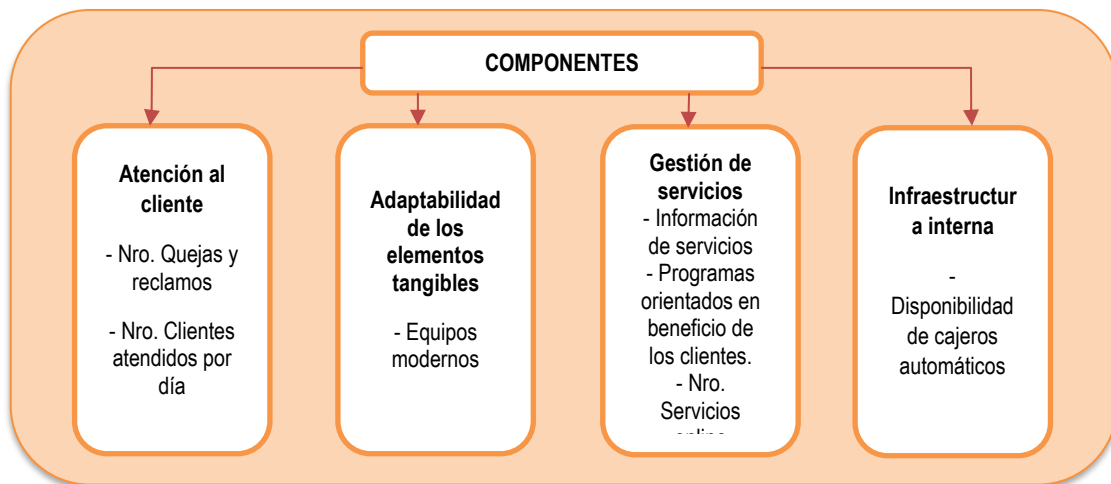 COMPONENTES
Atención al
cliente
- Nro. Quejas y
reclamos
- Nro. Clientes
atendidos por
día
Adaptabilidad
de los
elementos
tangibles
- Equipos
modernos
Gestión de
servicios
- Información
de servicios
- Programas
orientados en
beneficio de
los clientes.
- Nro.
Servicios
Infraestructur
a interna
-
Disponibilidad
de cajeros
automáticos